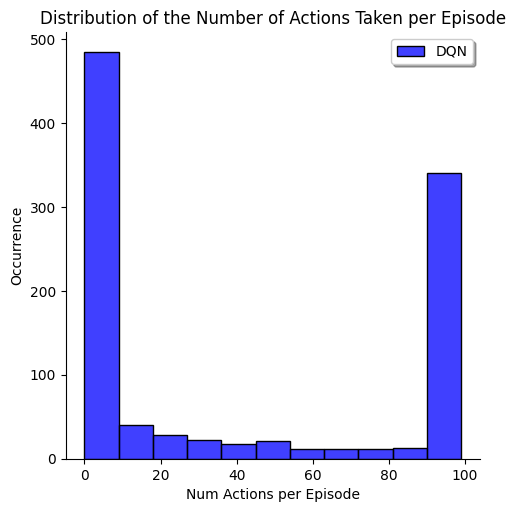 Distribution of the Number of Actions Taken per Episode
DQN
500
400
300
200
100
0
Occurrence
0 20 40 60 80 100
Num Actions per Episode